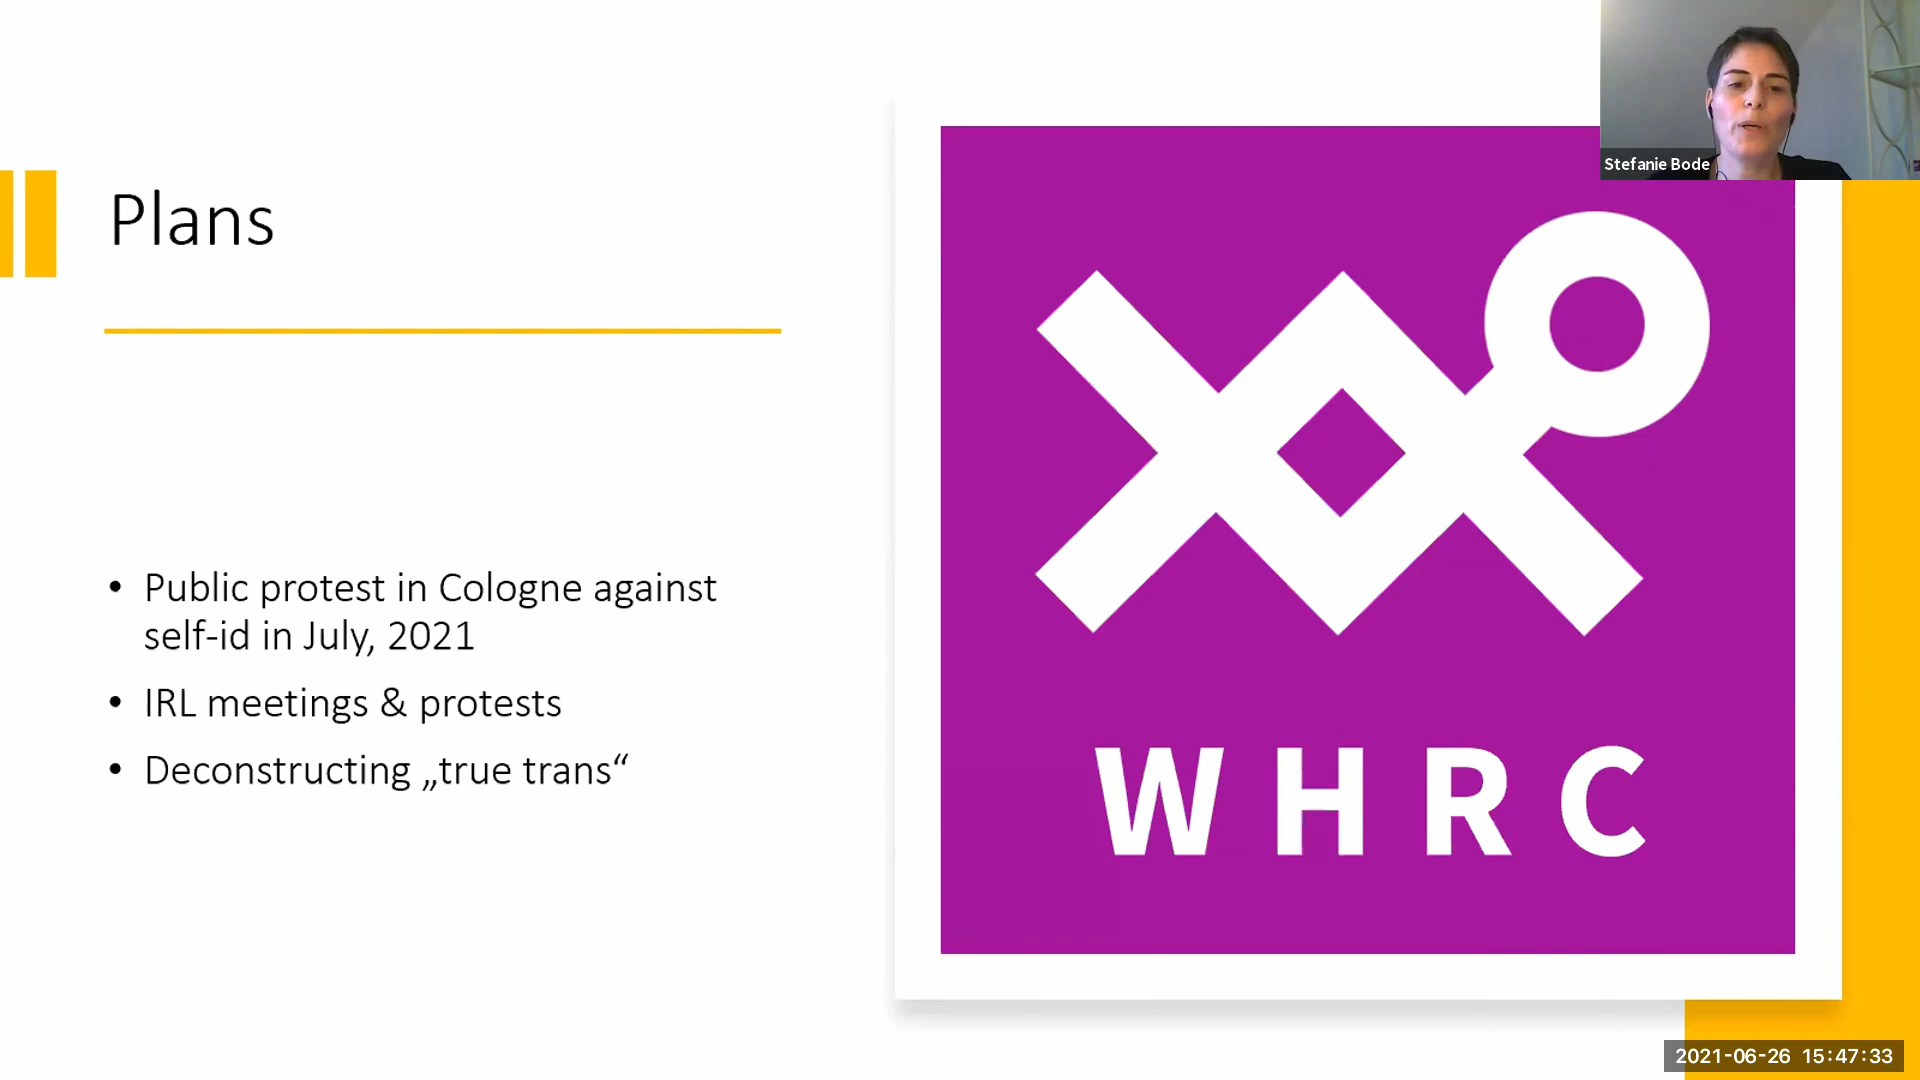 Stefanie Bode
Plans
• Public protest in Cologne against
self-id in July, 2021
• IRL meetings & protests
• Deconstructing „true trans“
WHRC
2021-06-26 15:47:33